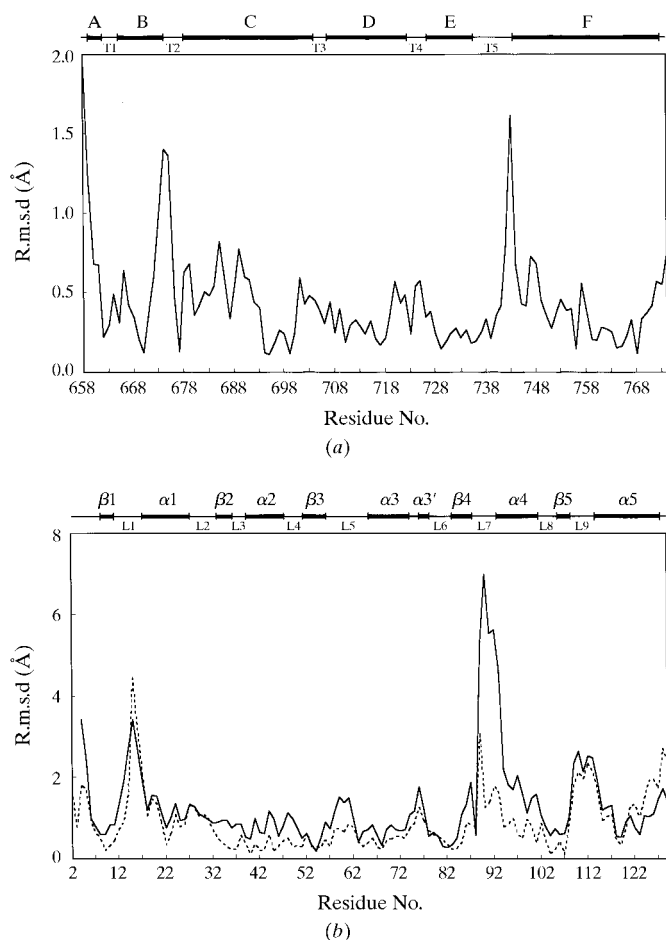 A B C D E F
T1 T2 T3 T4 T5
2.0
1.5
1.0
0.5
0.0
R.m.s.d (Å)
658 668 678 688 698 708 718 728 738 748 758 768
Residue No.
(a)
β1 α1 β2 α2 β3 α3 α3′ β4 α4 β5 α5
L1 L2 L3 L4 L5 L6 L7 L8 L9
8
6
4
2
0
R.m.s.d (Å)
2 12 22 32 42 52 62 72 82 92 102 112 122
Residue No.
(b)